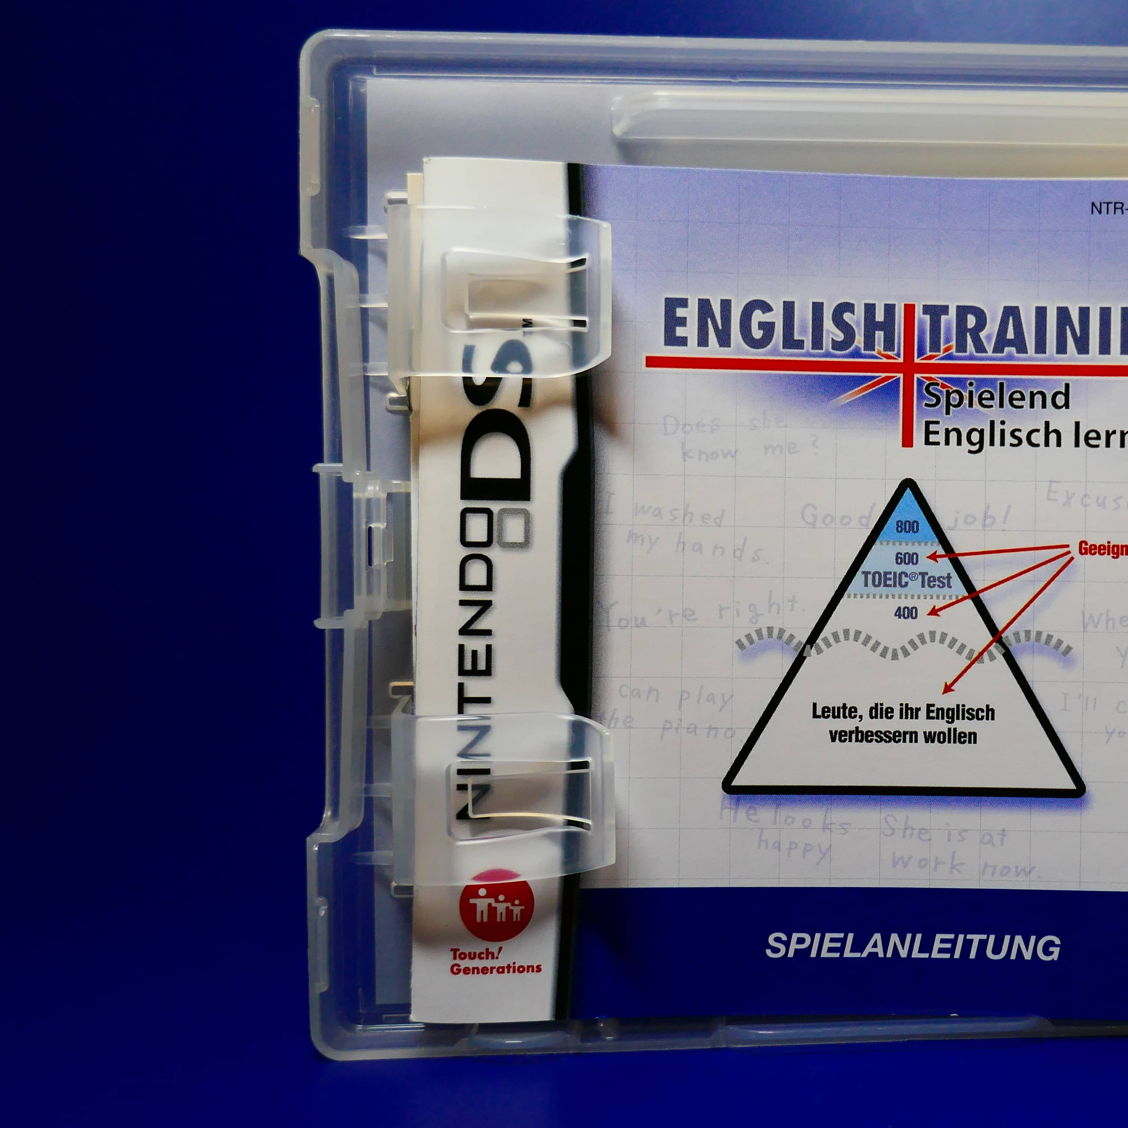 NINTENDO DS™
Touch!
Generations
NTR-
ENGLISH TRAINI
Spielend
Englisch lern
Does she
know me?
I washed
my hands.
Good job!
Excus
You're right.
can play
the piano.
Whe
I'll c
yo
He looks
happy
She is at
work now.
800
600
TOEIC® Test
400
Geeign
Leute, die ihr Englisch
verbessern wollen
SPIELANLEITUNG